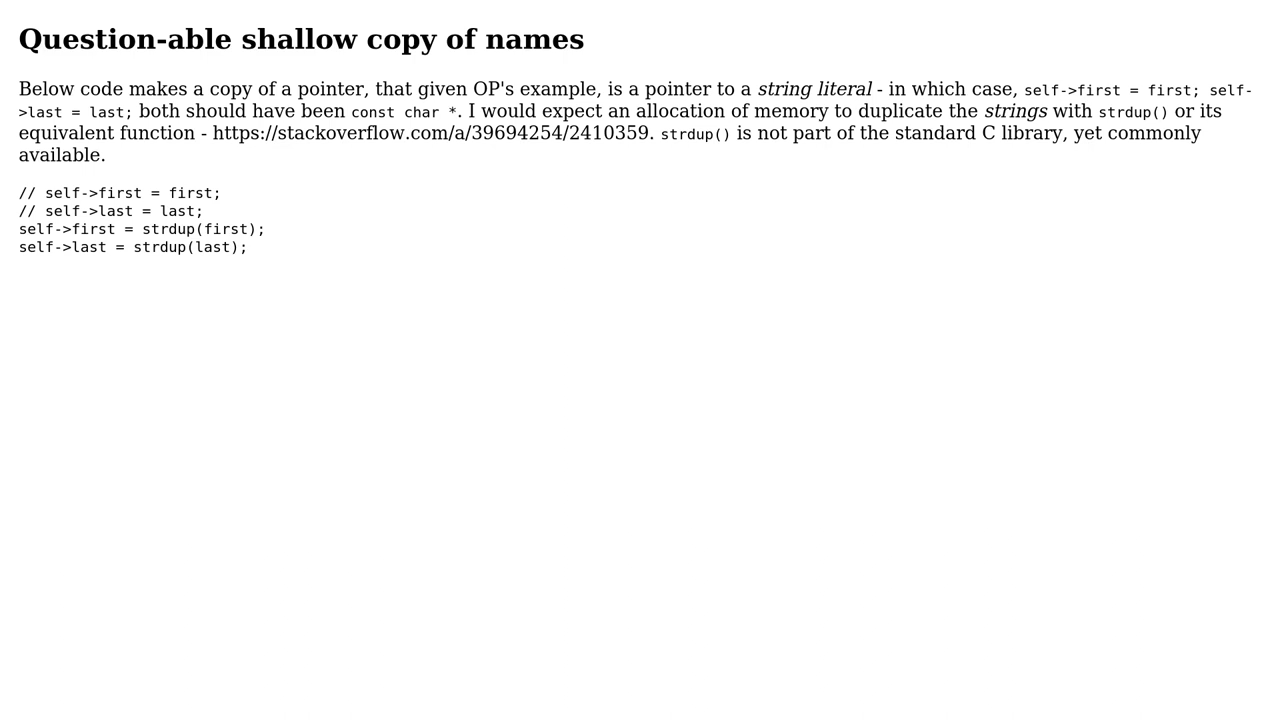 Question-able shallow copy of names
Below code makes a copy of a pointer, that given OP's example, is a pointer to a string literal - in which case, self->first = first; self-
>last = last; both should have been const char *. I would expect an allocation of memory to duplicate the strings with strdup() or its
equivalent function - https://stackoverflow.com/a/39694254/2410359. strdup() is not part of the standard C library, yet commonly
available.
// self->first = first;
// self->last = last;
self->first = strdup(first);
self->last = strdup(last);